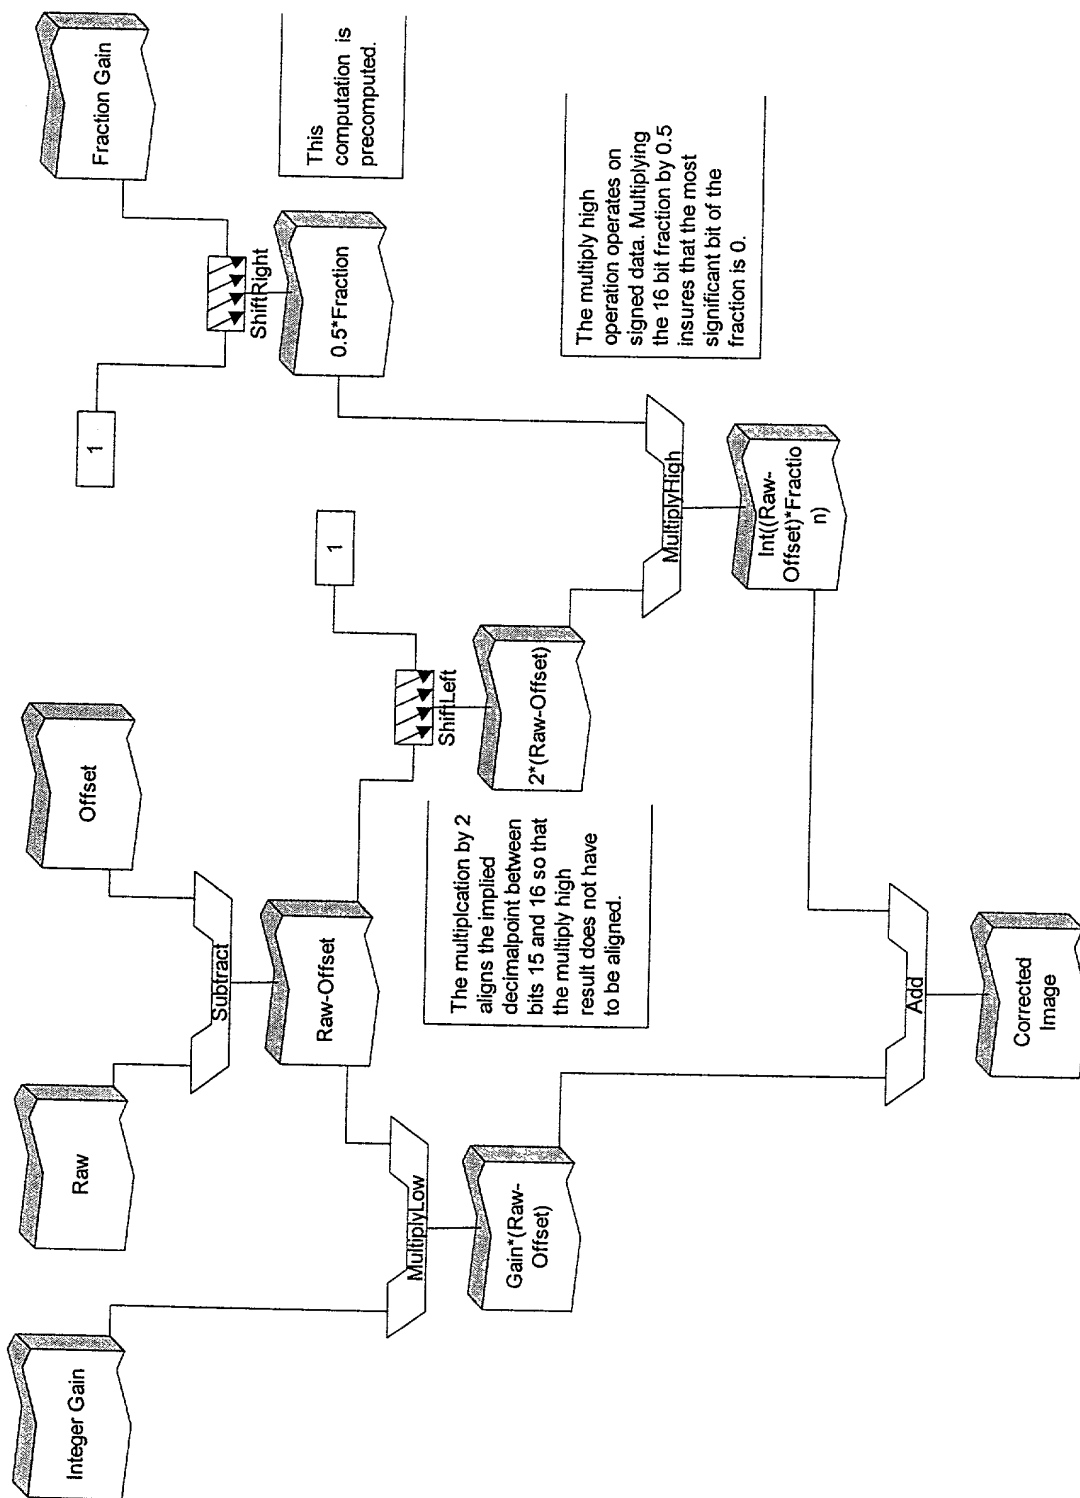 Integer Gain
Raw
Offset
Fraction Gain
Subtract
1
ShiftRight
This
computation is
precomputed.
Raw-Offset
0.5*Fraction
1
MultiplyLow
The multiplcation by 2
aligns the implied
decimalpoint between
bits 15 and 16 so that
the multiply high
result does not have
to be aligned.
ShiftLeft
Gain*(Raw-
Offset)
2*(Raw-Offset)
The multiply high
operation operates on
signed data. Multiplying
the 16 bit fraction by 0.5
insures that the most
significant bit of the
fraction is 0.
MultiplyHigh
Int((Raw-
Offset)*Fractio
n)
Add
Corrected
Image